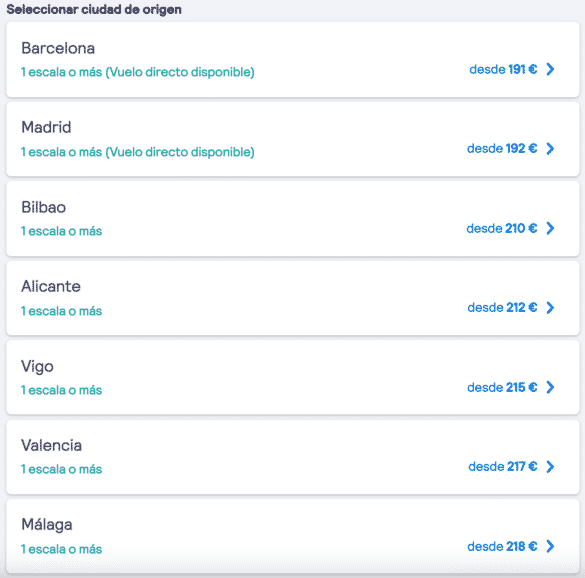 Seleccionar ciudad de origen
Barcelona
1 escala o más (Vuelo directo disponible)
desde 191 €
Madrid
1 escala o más (Vuelo directo disponible)
desde 192 €
Bilbao
1 escala o más
desde 210 €
Alicante
1 escala o más
desde 212 €
Vigo
1 escala o más
desde 215 €
Valencia
1 escala o más
desde 217 €
Málaga
1 escala o más
desde 218 €